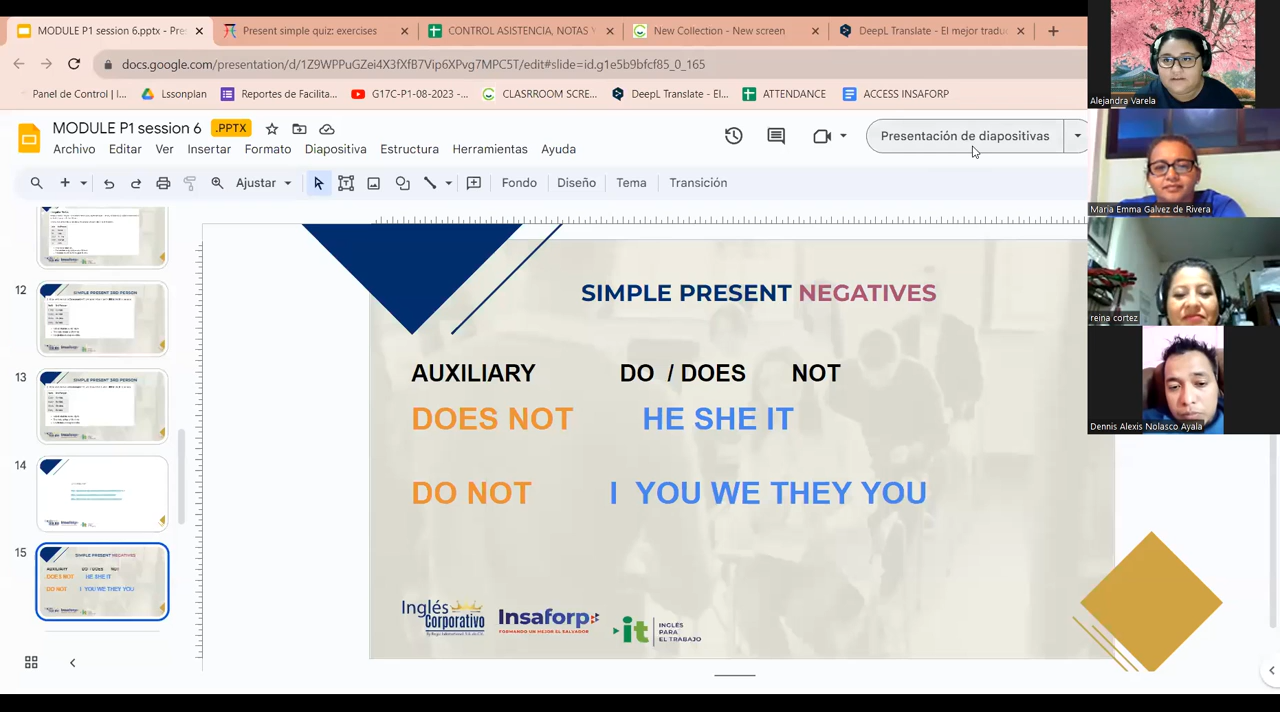 MODULE P1 session 6.pptx - Pres
Present simple quiz: exercises
CONTROL ASISTENCIA, NOTAS Y
New Collection - New screen
DeepL Translate - El mejor tradu
docs.google.com/presentation/d/1Z9WPPuGZei4X3fXfB7Vip6XPvg7MPC5T/edit#slide=id.g1e5b9bfcf85_0_165
Panel de Control | I...
Lssonplan
Reportes de Facilita...
G17C-P1308-2023 -...
CLASRROOM SCRE...
DeepL Translate - El...
ATTENDANCE
ACCESS INSAFORP
MODULE P1 session 6 .PPTX
Archivo Editar Ver Insertar Formato Diapositiva Estructura Herramientas Ayuda
Presentación de diapositivas
Ajustar Fondo Diseño Tema Transición
12
13
14
15
SIMPLE PRESENT NEGATIVES
AUXILIARY DO / DOES NOT
DOES NOT HE SHE IT
DO NOT I YOU WE THEY YOU
Inglés
Corporativo
Insaforp
FORMANDO UN MEJOR EL SALVADOR
it INGLÉS
PARA
EL TRABAJO
Alejandra Varela
Maria Emma Galvez de Rivera
reina cortez
Dennis Alexis Nolasco Ayala